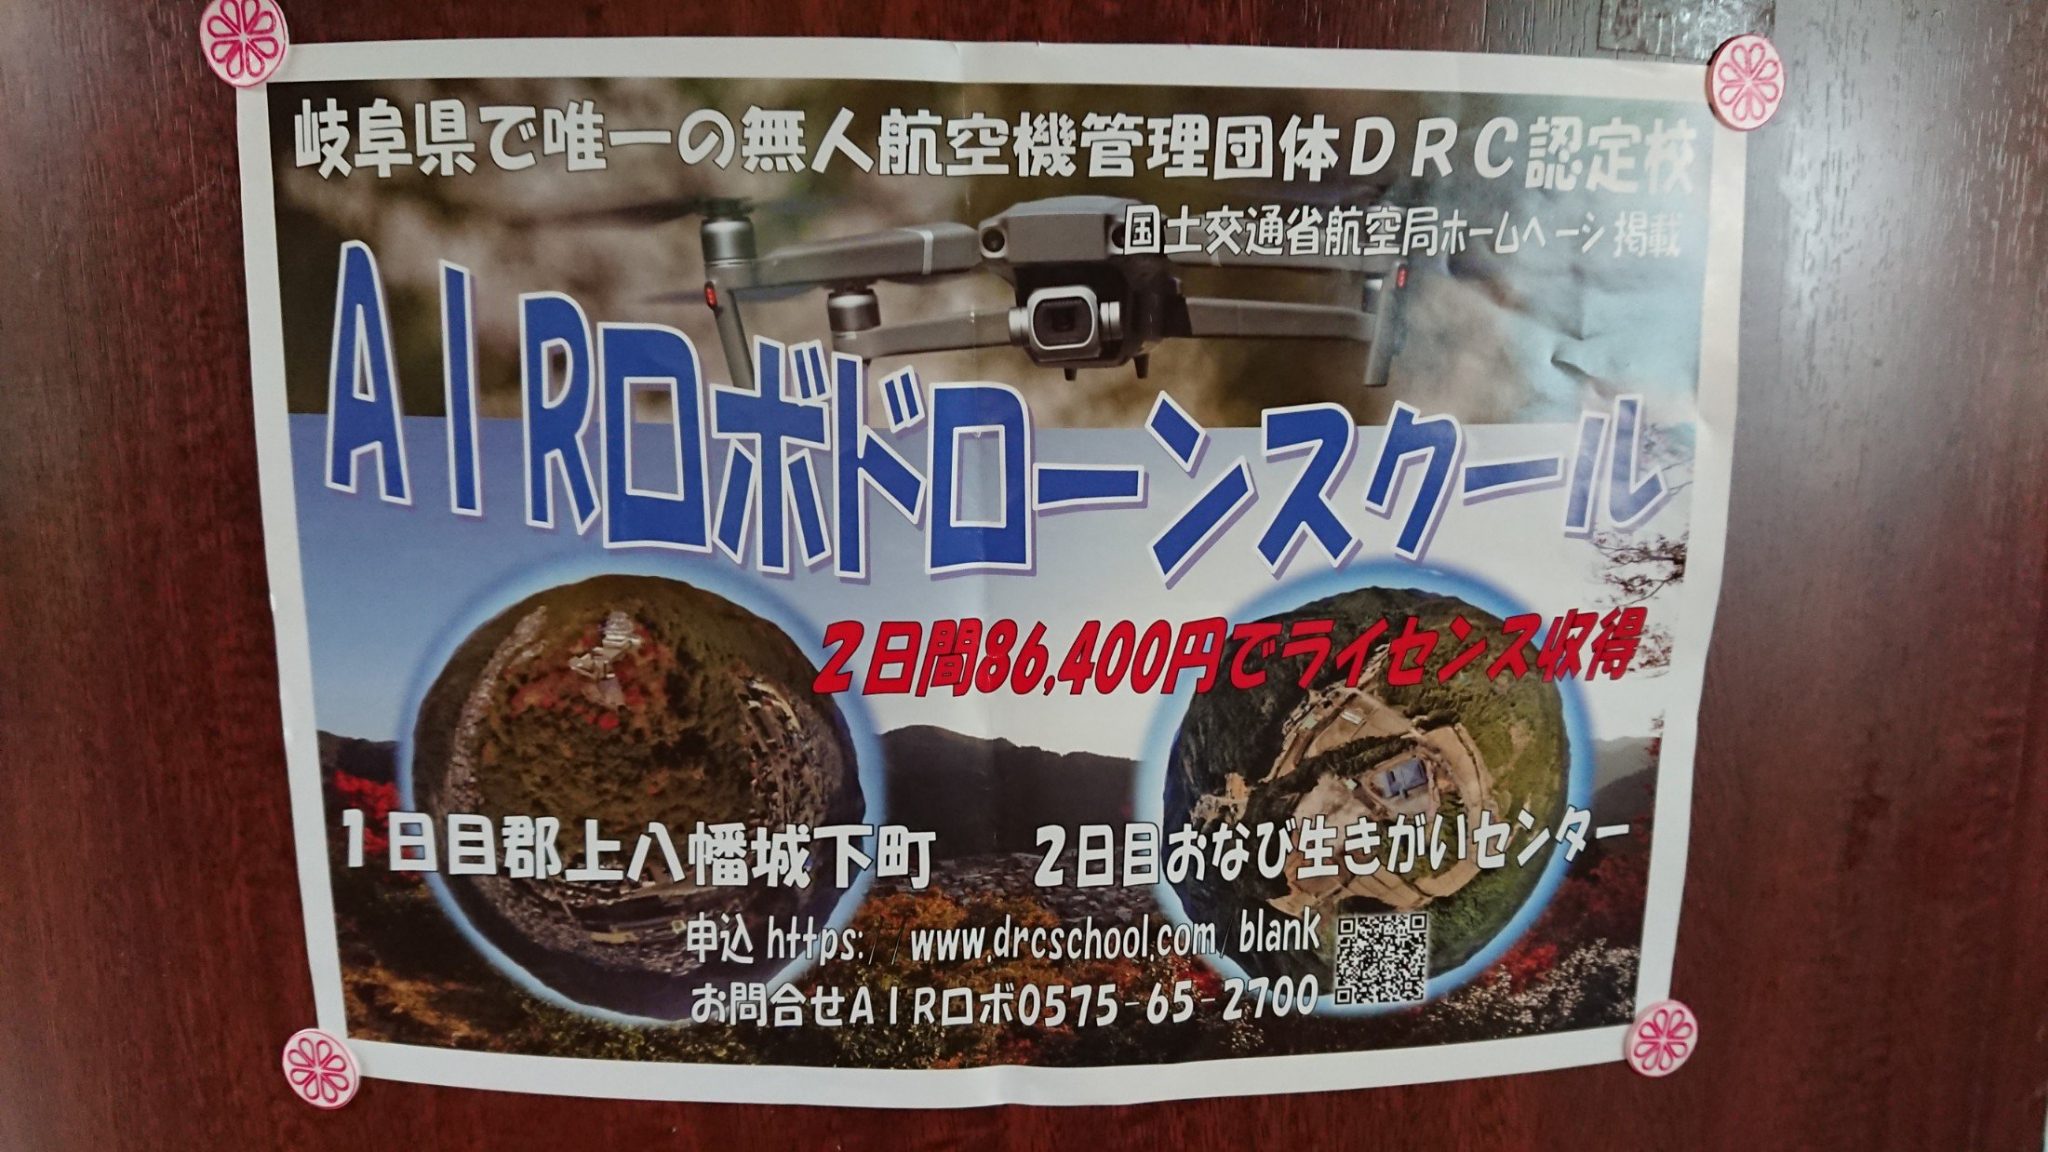 岐阜県で唯一の無人航空機管理団体ＤＲＣ認定校
国土交通省航空局ホームページ掲載
ＡＩＲロボドローンスクール
２日間86,400円でライセンス収得
１日目郡上八幡城下町
２日目おなび生きがいセンター
申込 https://www.drcschool.com/blank
お問合せＡＩＲロボ0575-65-2700